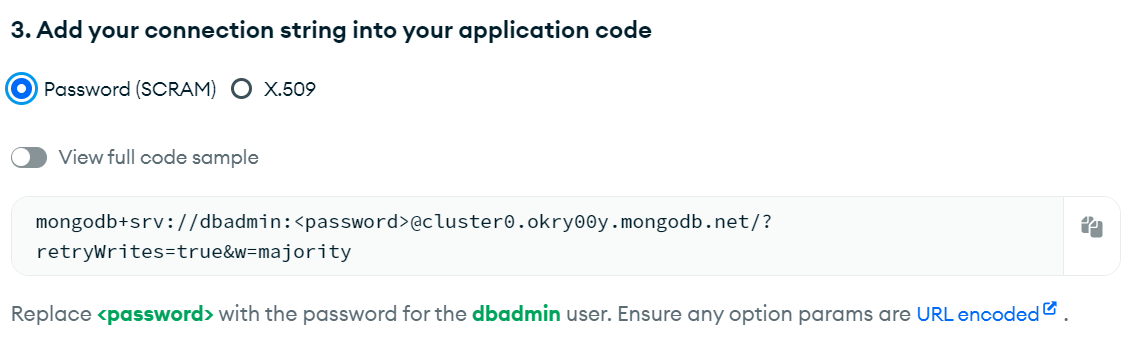 3. Add your connection string into your application code
Password (SCRAM) X.509
View full code sample
mongodb+srv://dbadmin:<password>@cluster0.okry00y.mongodb.net/?
retryWrites=true&w=majority
Replace <password> with the password for the dbadmin user. Ensure any option params are URL encoded .